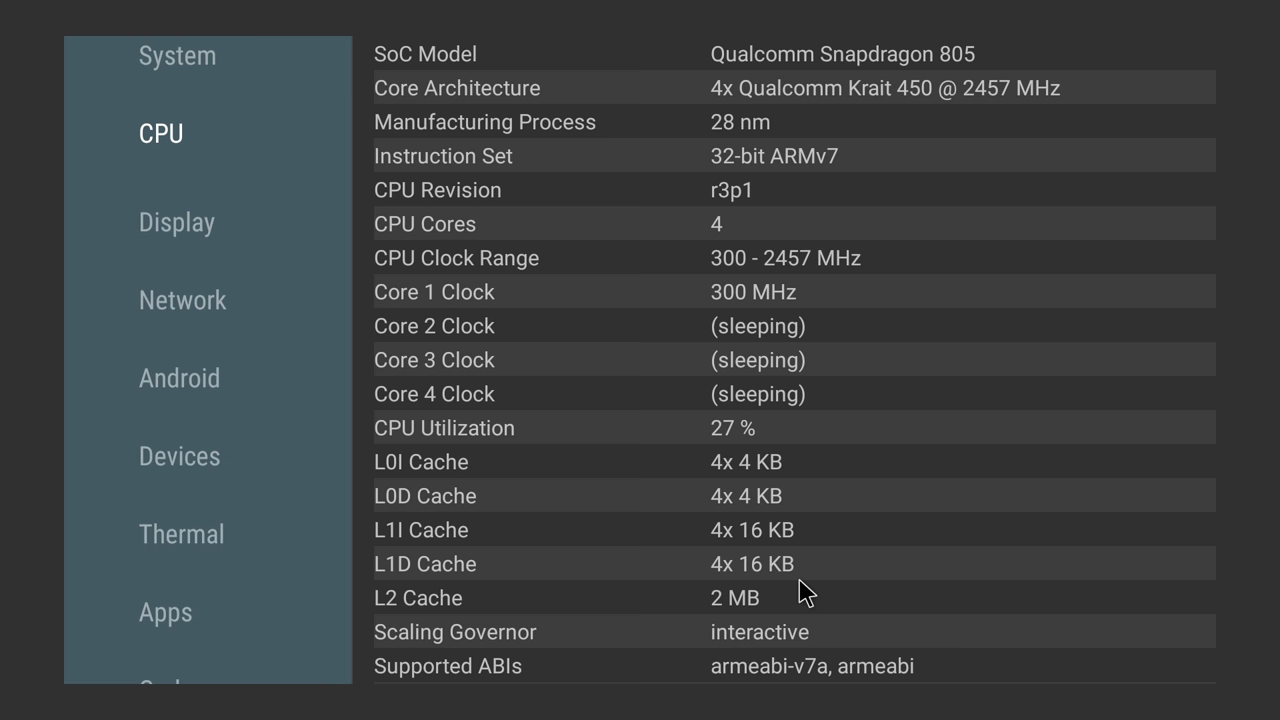 System
CPU
Display
Network
Android
Devices
Thermal
Apps
SoC Model Qualcomm Snapdragon 805
Core Architecture 4x Qualcomm Krait 450 @ 2457 MHz
Manufacturing Process 28 nm
Instruction Set 32-bit ARMv7
CPU Revision r3p1
CPU Cores 4
CPU Clock Range 300 - 2457 MHz
Core 1 Clock 300 MHz
Core 2 Clock (sleeping)
Core 3 Clock (sleeping)
Core 4 Clock (sleeping)
CPU Utilization 27 %
L0I Cache 4x 4 KB
L0D Cache 4x 4 KB
L1I Cache 4x 16 KB
L1D Cache 4x 16 KB
L2 Cache 2 MB
Scaling Governor interactive
Supported ABIs armeabi-v7a, armeabi